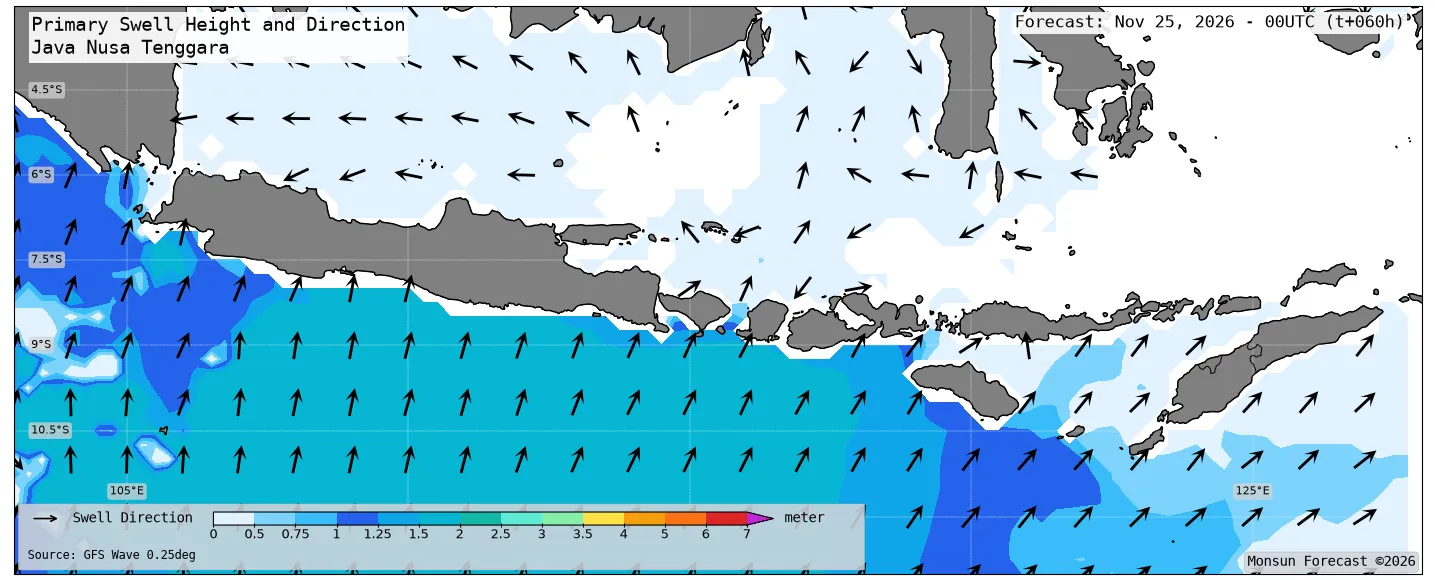 Primary Swell Height and Direction
Java Nusa Tenggara
Forecast: Nov 25, 2026 - 00UTC (t+060h)
4.5°S
6°S
7.5°S
9°S
10.5°S
105°E
125°E
Swell Direction
meter
0 0.5 0.75 1 1.25 1.5 2 2.5 3 3.5 4 5 6 7
Source: GFS Wave 0.25deg
Monsun Forecast ©2026